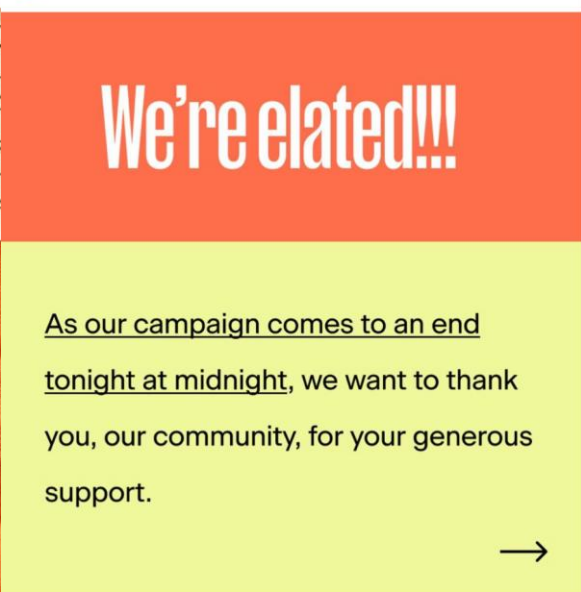 We’re elated!!!
As our campaign comes to an end
tonight at midnight, we want to thank
you, our community, for your generous
support.